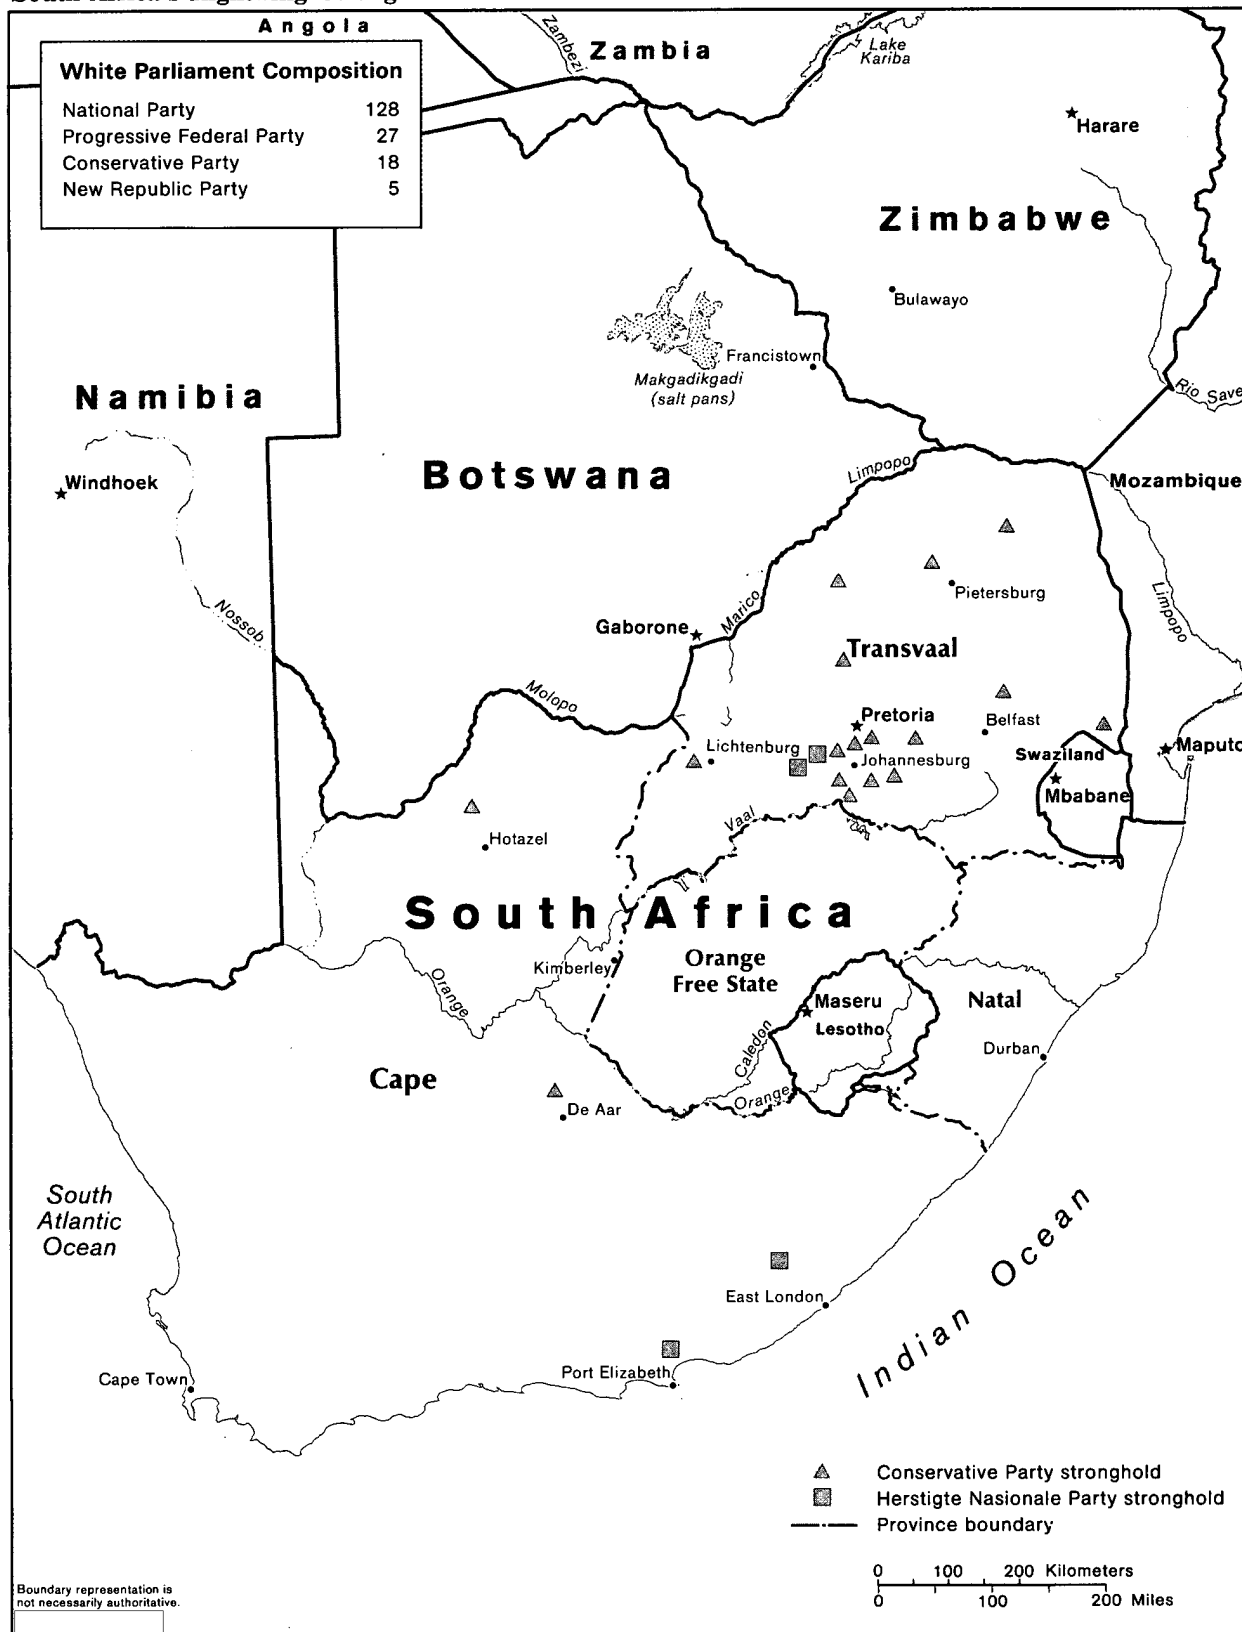 Angola
Zambezi
Zambia
Lake
Kariba
White Parliament Composition
National Party 128
Progressive Federal Party 27
Conservative Party 18
New Republic Party 5
Harare
Zimbabwe
Bulawayo
Francistown
Makgadikgadi
(salt pans)
Rio Save
Namibia
Windhoek
Botswana
Limpopo
Mozambique
Nossob
Pietersburg
Limpopo
Gaborone
Marico
Transvaal
Molopo
Pretoria
Belfast
Lichtenburg
Johannesburg
Swaziland
Maputo
Mbabane
Hotazel
Vaal
South Africa
Kimberley
Orange
Orange
Free State
Maseru
Lesotho
Natal
Caledon
Durban
Cape
De Aar
Orange
South
Atlantic
Ocean
Indian Ocean
East London
Port Elizabeth
Cape Town
Conservative Party stronghold
Herstigte Nasionale Party stronghold
Province boundary
0 100 200 Kilometers
0 100 200 Miles
Boundary representation is
not necessarily authoritative.